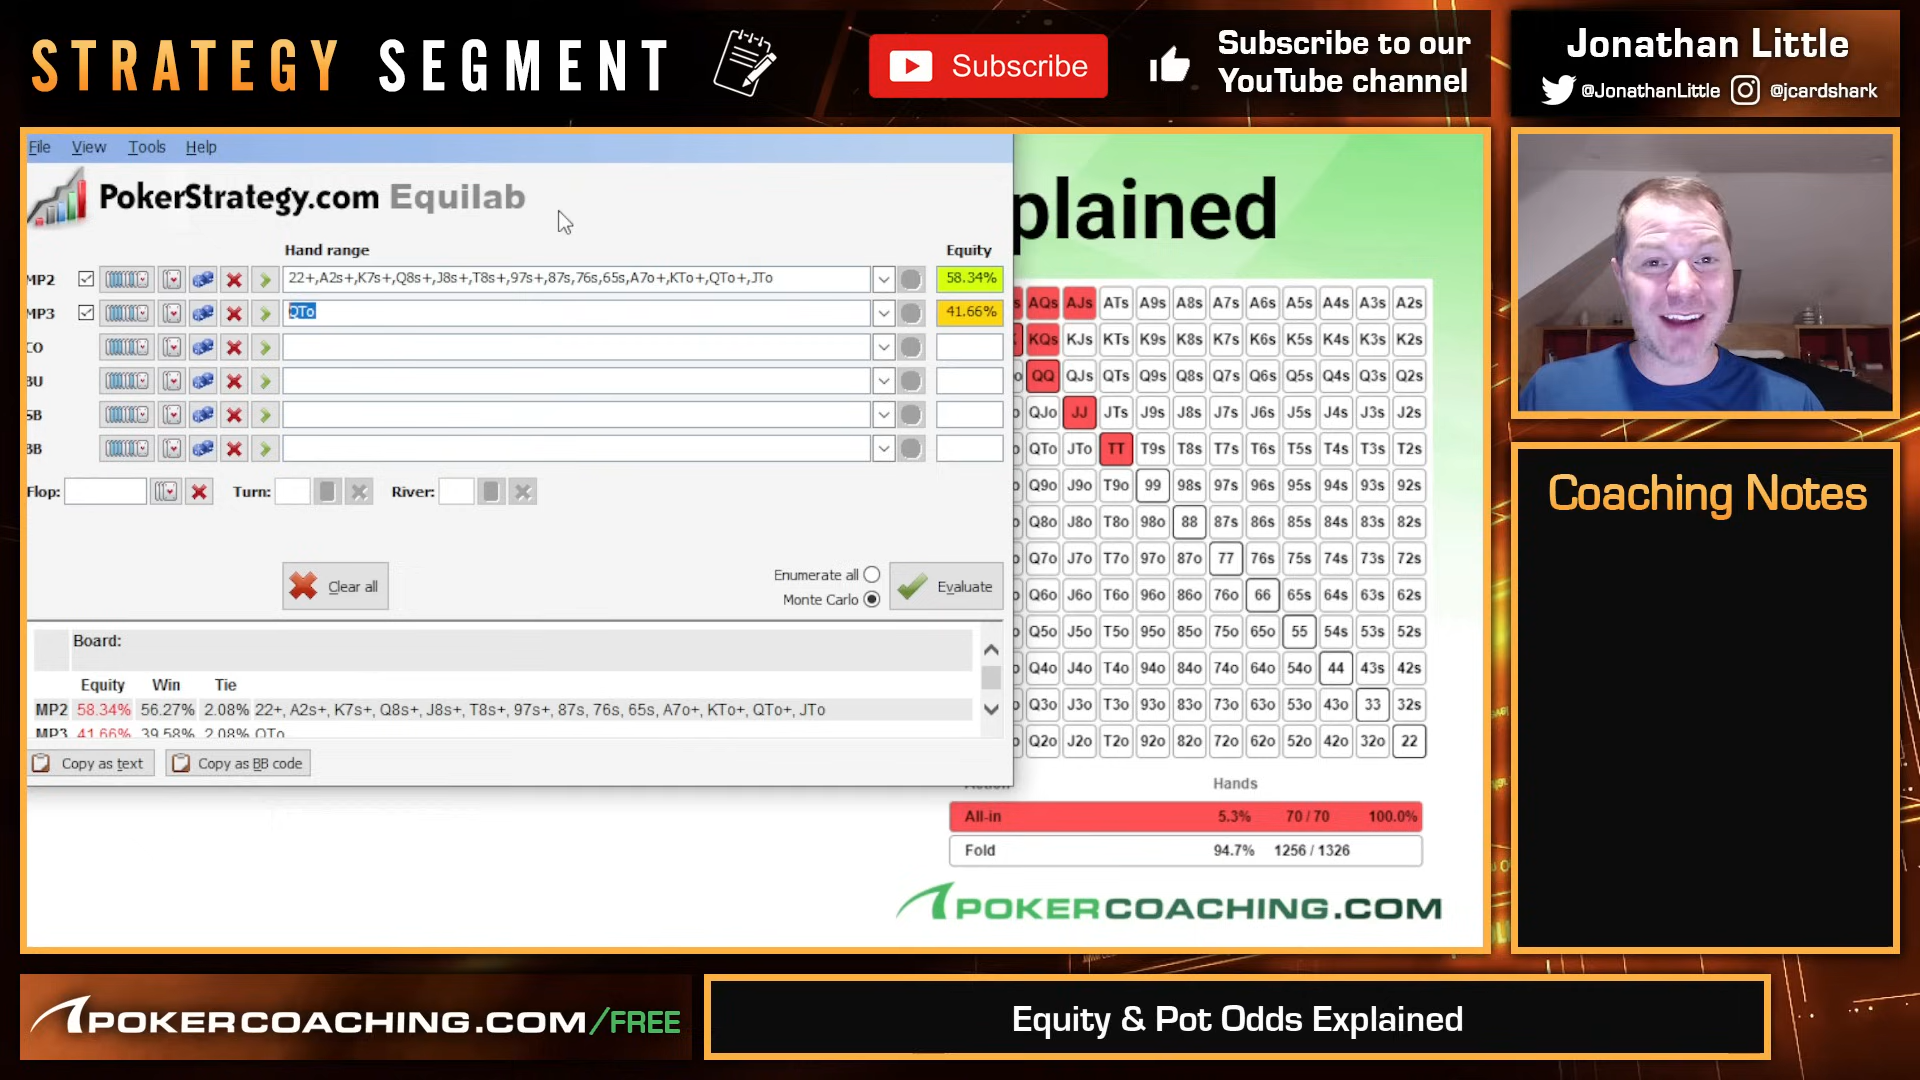 STRATEGY SEGMENT
Subscribe
Subscribe to our
YouTube channel
Jonathan Little
@JonathanLittle @jcardshark
File View Tools Help
PokerStrategy.com Equilab
plained
Hand range Equity
MP2 22+,A2s+,K7s+,Q8s+,J8s+,T8s+,97s+,87s,76s,65s,A7o+,KTo+,QTo+,JTo 58.34%
MP3 QTo 41.66%
CO
BU
SB
BB
Flop: Turn: River:
Clear all
Enumerate all
Monte Carlo
Evaluate
Board:
Equity Win Tie
MP2 58.34% 56.27% 2.08% 22+, A2s+, K7s+, Q8s+, J8s+, T8s+, 97s+, 87s, 76s, 65s, A7o+, KTo+, QTo+, JTo
MP3 41.66% 39.58% 2.08% QTo
Copy as text Copy as BB code
s AQs AJs ATs A9s A8s A7s A6s A5s A4s A3s A2s
KQs KJs KTs K9s K8s K7s K6s K5s K4s K3s K2s
o QQ QJs QTs Q9s Q8s Q7s Q6s Q5s Q4s Q3s Q2s
o QJo JJ JTs J9s J8s J7s J6s J5s J4s J3s J2s
o QTo JTo TT T9s T8s T7s T6s T5s T4s T3s T2s
o Q9o J9o T9o 99 98s 97s 96s 95s 94s 93s 92s
o Q8o J8o T8o 98o 88 87s 86s 85s 84s 83s 82s
o Q7o J7o T7o 97o 87o 77 76s 75s 74s 73s 72s
o Q6o J6o T6o 96o 86o 76o 66 65s 64s 63s 62s
o Q5o J5o T5o 95o 85o 75o 65o 55 54s 53s 52s
o Q4o J4o T4o 94o 84o 74o 64o 54o 44 43s 42s
o Q3o J3o T3o 93o 83o 73o 63o 53o 43o 33 32s
o Q2o J2o T2o 92o 82o 72o 62o 52o 42o 32o 22
Action Hands
All-in 5.3% 70 / 70 100.0%
Fold 94.7% 1256 / 1326
POKERCOACHING.COM
Coaching Notes
POKERCOACHING.COM/FREE
Equity & Pot Odds Explained